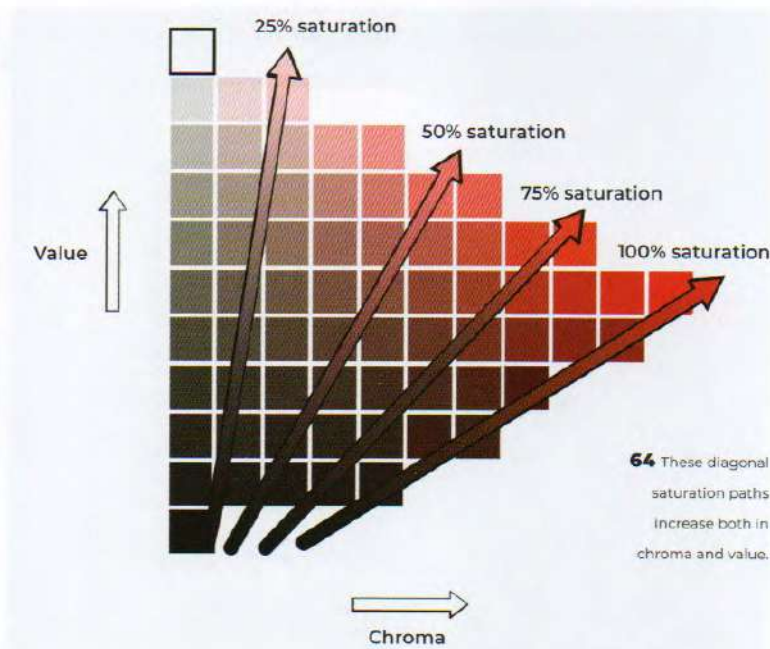 25% saturation
50% saturation
75% saturation
Value
100% saturation
64 These diagonal
saturation paths
increase both in
chroma and value.
Chroma